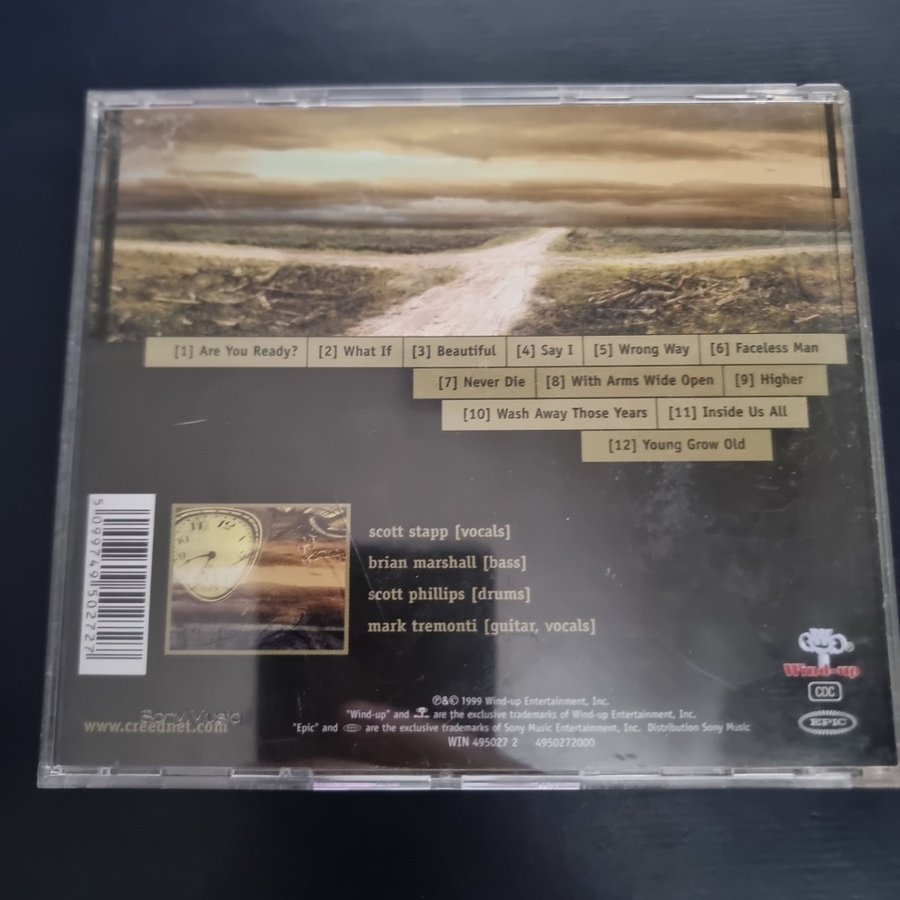 [1] Are You Ready? [2] What If [3] Beautiful [4] Say I [5] Wrong Way [6] Faceless Man
[7] Never Die [8] With Arms Wide Open [9] Higher
[10] Wash Away Those Years [11] Inside Us All
[12] Young Grow Old
scott stapp [vocals]
brian marshall [bass]
scott phillips [drums]
mark tremonti [guitar, vocals]
5099749502727
11 12
9
8
Wind-up
CDC
EPIC
Sony Music
www.creednet.com
℗&© 1999 Wind-up Entertainment, Inc.
"Wind-up" and are the exclusive trademarks of Wind-up Entertainment, Inc.
"Epic" and are the exclusive trademarks of Sony Music Entertainment, Inc. Distribution Sony Music
WIN 495027 2 4950272000